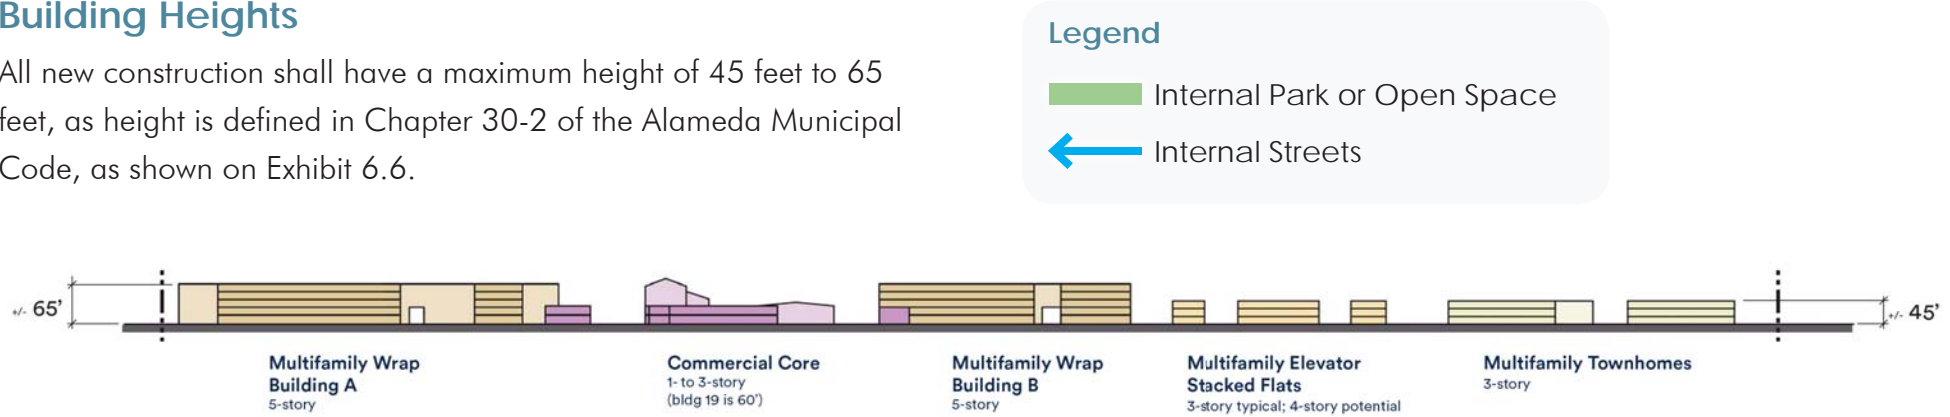 Building Heights
All new construction shall have a maximum height of 45 feet to 65
feet, as height is defined in Chapter 30-2 of the Alameda Municipal
Code, as shown on Exhibit 6.6.
Legend
Internal Park or Open Space
Internal Streets
+/- 65'
+/- 45'
Multifamily Wrap
Building A
5-story
Commercial Core
1- to 3-story
(bldg 19 is 60')
Multifamily Wrap
Building B
5-story
Multifamily Elevator
Stacked Flats
3-story typical; 4-story potential
Multifamily Townhomes
3-story